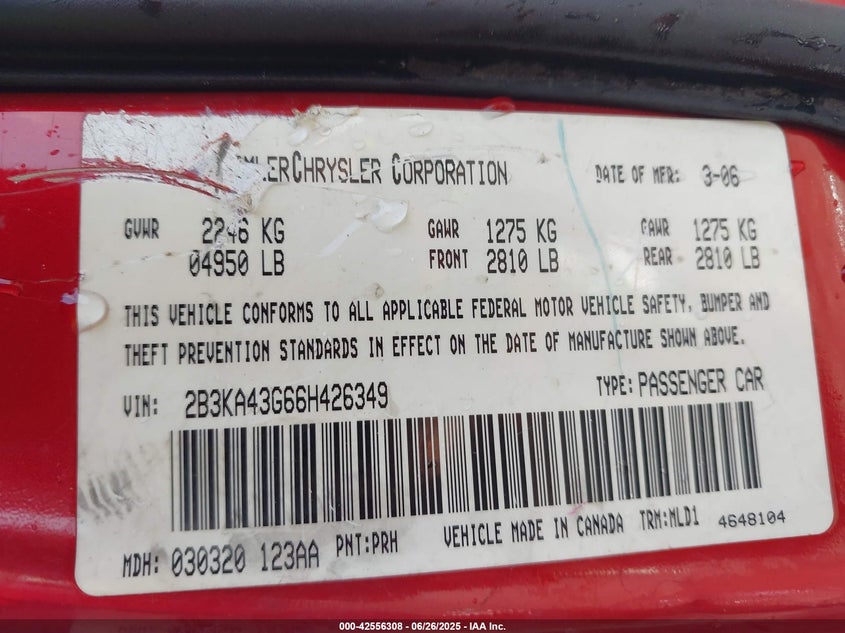 MLERCHRYSLER CORPORATION DATE OF MFR: 3-06
GVWR 2246 KG GAWR 1275 KG GAWR 1275 KG
04950 LB FRONT 2810 LB REAR 2810 LB
THIS VEHICLE CONFORMS TO ALL APPLICABLE FEDERAL MOTOR VEHICLE SAFETY, BUMPER AND
THEFT PREVENTION STANDARDS IN EFFECT ON THE DATE OF MANUFACTURE SHOWN ABOVE.
VIN: 2B3KA43G66H426349 TYPE: PASSENGER CAR
MDH: 030320 123AA PNT:PRH VEHICLE MADE IN CANADA TRM:MLD1 4648104
000-42556308 - 06/26/2025 - IAA Inc.